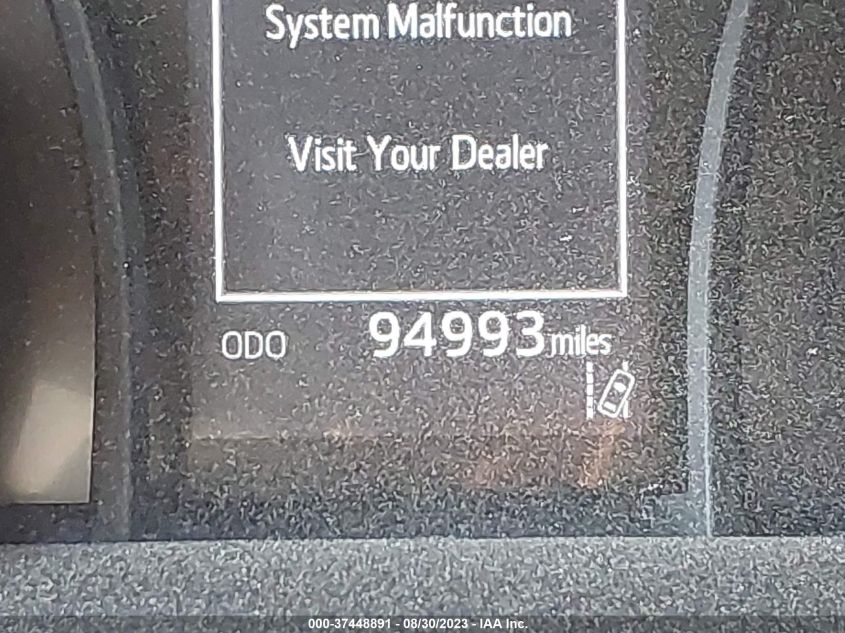 System Malfunction
Visit Your Dealer
ODO 94993 miles
000-37448891 - 08/30/2023 - IAA Inc.